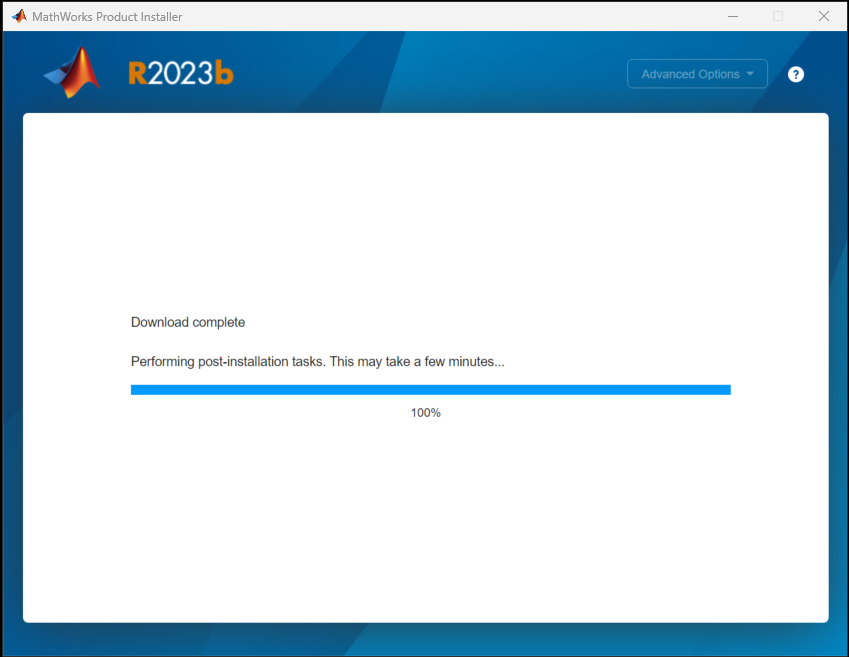 MathWorks Product Installer
R2023b
Advanced Options
?
Download complete
Performing post-installation tasks. This may take a few minutes...
100%